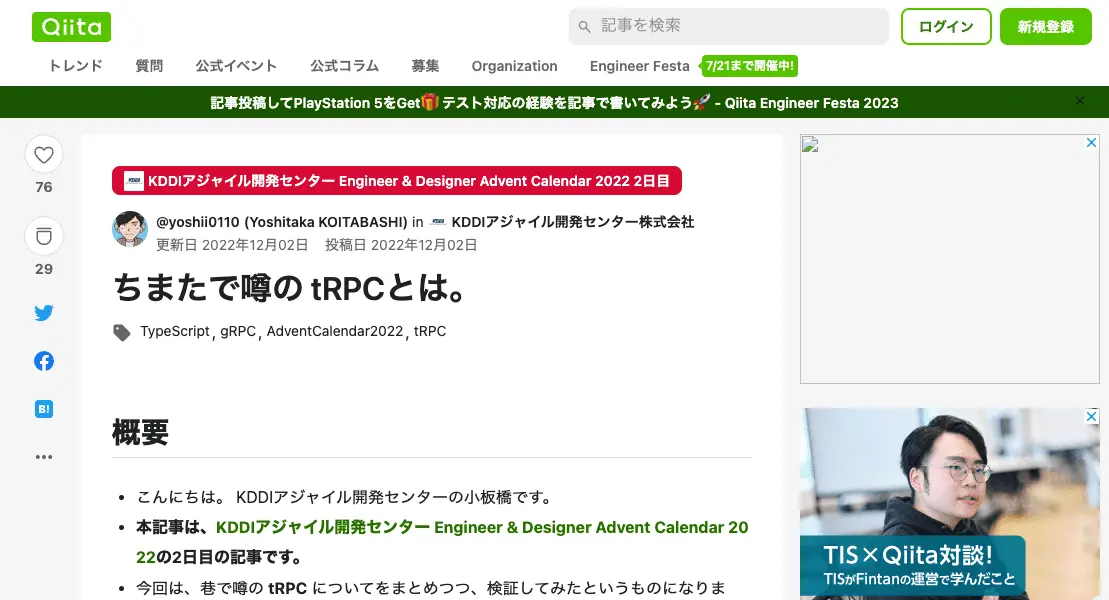 Qiita
記事を検索
ログイン
新規登録
トレンド 質問 公式イベント 公式コラム 募集 Organization Engineer Festa 7/21まで開催中!
記事投稿してPlayStation 5をGet🎁 テスト対応の経験を記事で書いてみよう🚀 - Qiita Engineer Festa 2023
76
29
B!
KDDIアジャイル開発センター Engineer & Designer Advent Calendar 2022 2日目
@yoshii0110 (Yoshitaka KOITABASHI) in KDDIアジャイル開発センター株式会社
更新日 2022年12月02日 投稿日 2022年12月02日
ちまたで噂の tRPCとは。
TypeScript, gRPC, AdventCalendar2022, tRPC
概要
• こんにちは。 KDDIアジャイル開発センターの小板橋です。
• 本記事は、KDDIアジャイル開発センター Engineer & Designer Advent Calendar 20
22の2日目の記事です。
• 今回は、巷で噂の tRPC についてをまとめつつ、検証してみたというものになりま
TIS×Qiita対談!
TISがFintanの運営で学んだこと